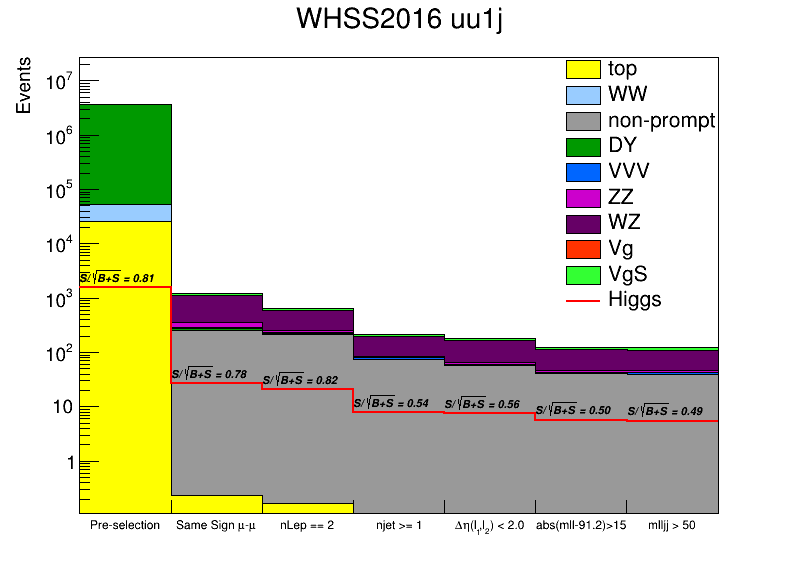 WHSS2016 uu1j
Events
10⁷
10⁶
10⁵
10⁴
10³
10²
10
1
top
WW
non-prompt
DY
VVV
ZZ
WZ
Vg
VgS
Higgs
S/√B+S = 0.81
S/√B+S = 0.78
S/√B+S = 0.82
S/√B+S = 0.54
S/√B+S = 0.56
S/√B+S = 0.50
S/√B+S = 0.49
Pre-selection
Same Sign μ-μ
nLep == 2
njet >= 1
Δη(l₁,l₂) < 2.0
abs(mll-91.2)>15
mlljj > 50